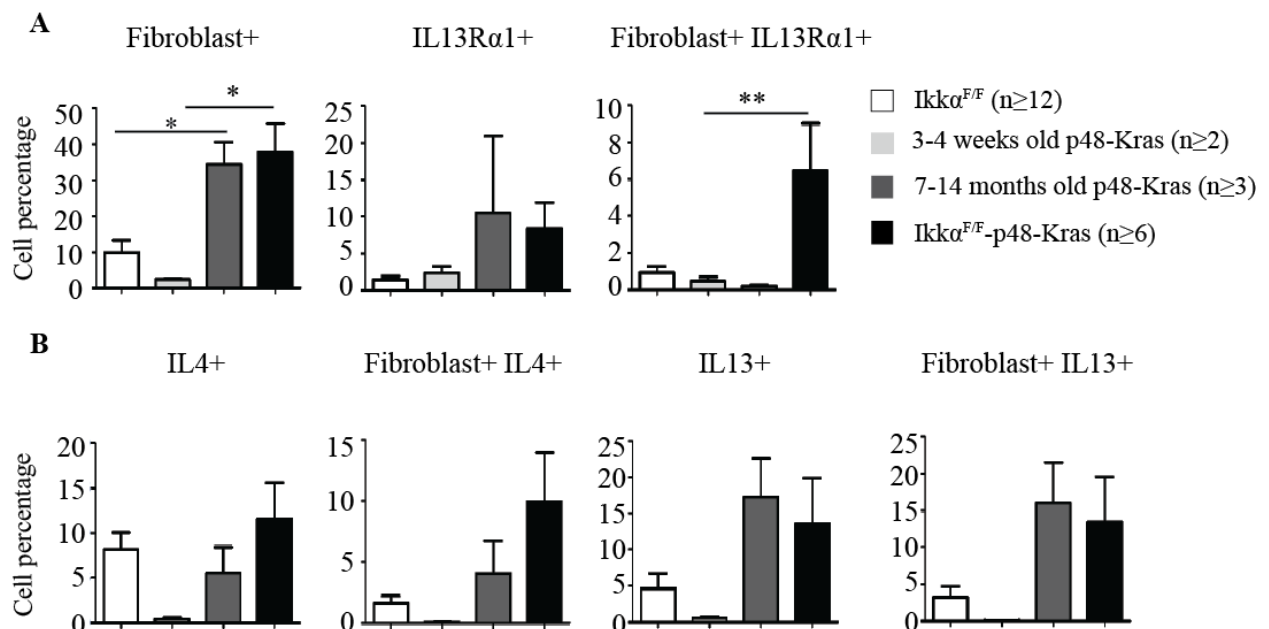 A
Fibroblast+
IL13Rα1+
Fibroblast+ IL13Rα1+
Cell percentage
50
40
30
20
10
0
*
*
25
20
15
10
5
0
10
8
6
4
2
0
**
Ikkα^F/F (n≥12)
3-4 weeks old p48-Kras (n≥2)
7-14 months old p48-Kras (n≥3)
Ikkα^F/F-p48-Kras (n≥6)
B
IL4+
Fibroblast+ IL4+
IL13+
Fibroblast+ IL13+
Cell percentage
20
15
10
5
0
15
10
5
0
25
20
15
10
5
0
25
20
15
10
5
0